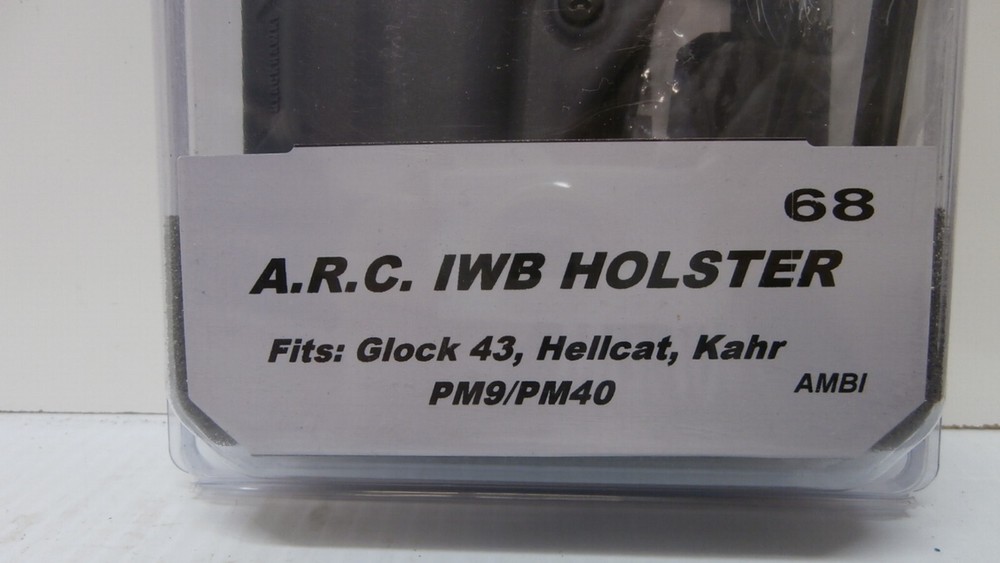 68
A.R.C. IWB HOLSTER
Fits: Glock 43, Hellcat, Kahr
PM9/PM40
AMBI